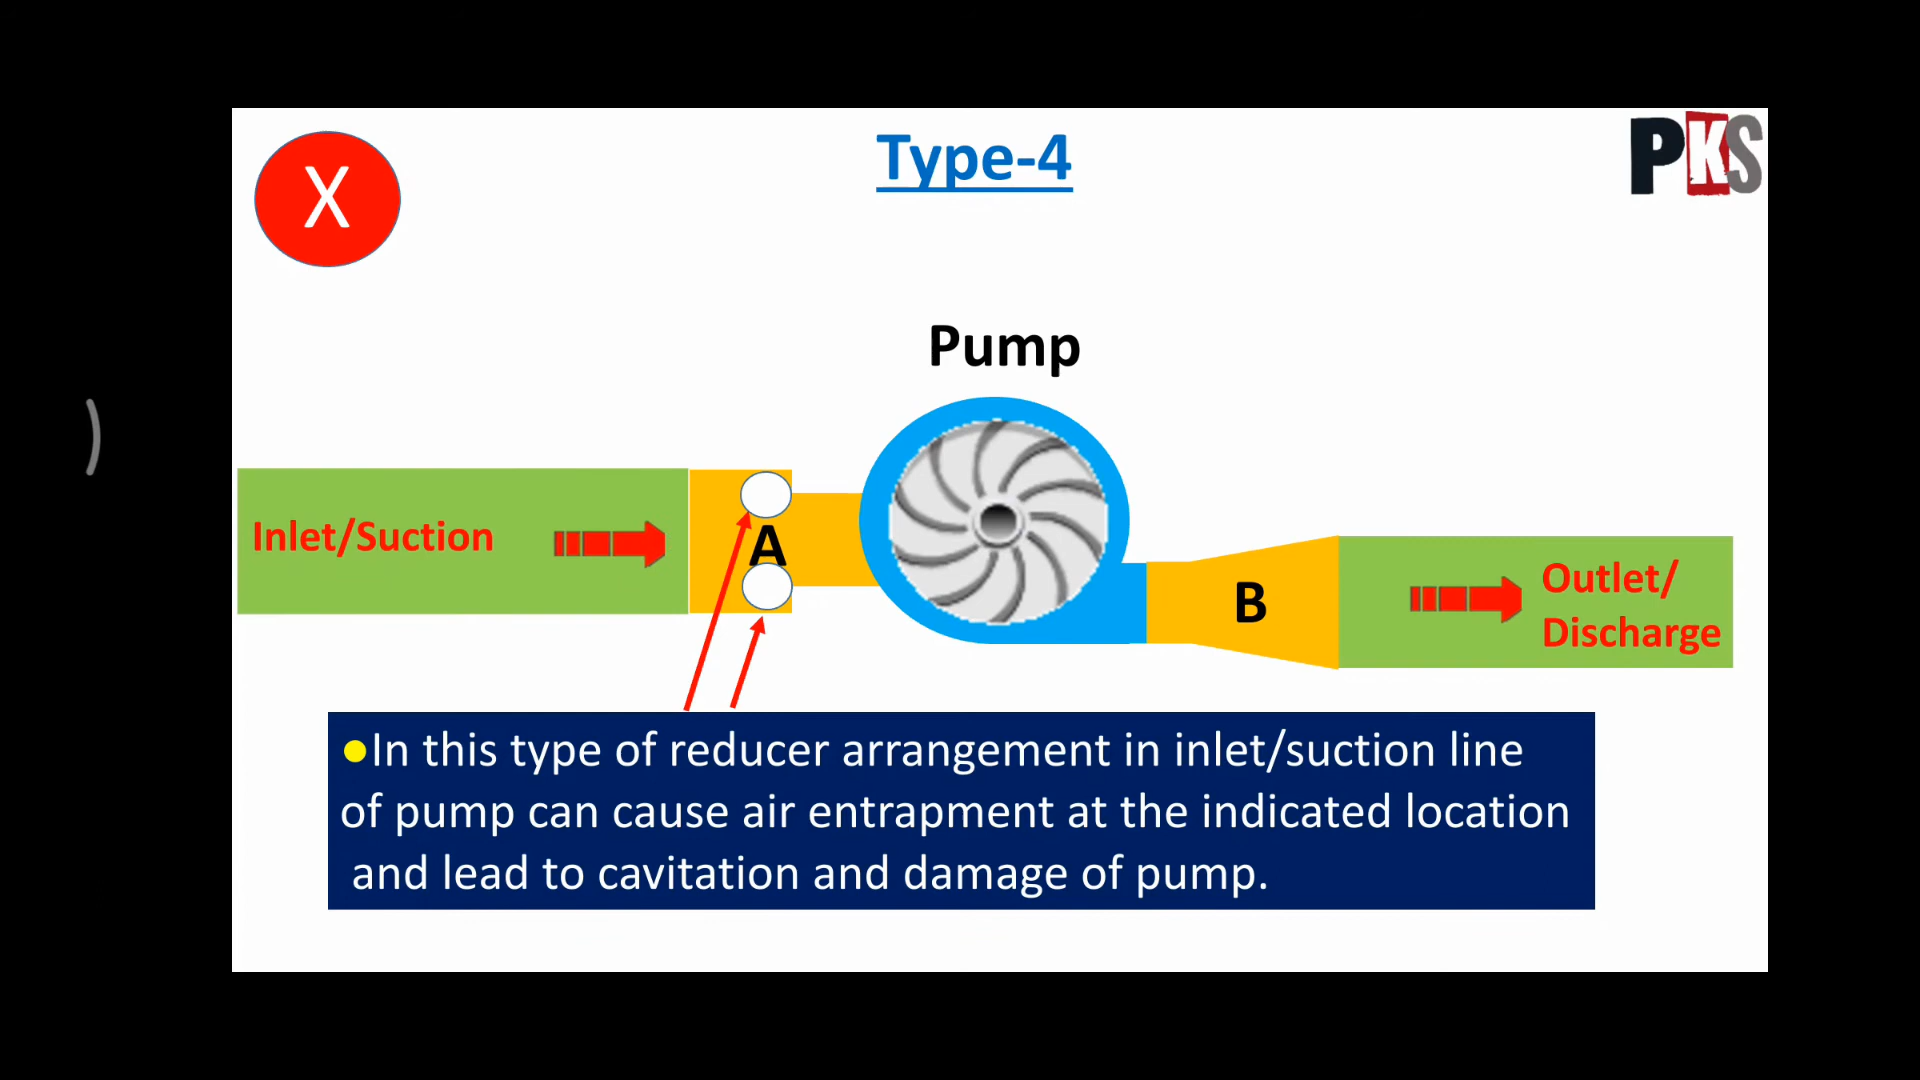 X
Type-4
PKS
Pump
Inlet/Suction
A
B
Outlet/
Discharge
●In this type of reducer arrangement in inlet/suction line
of pump can cause air entrapment at the indicated location
and lead to cavitation and damage of pump.